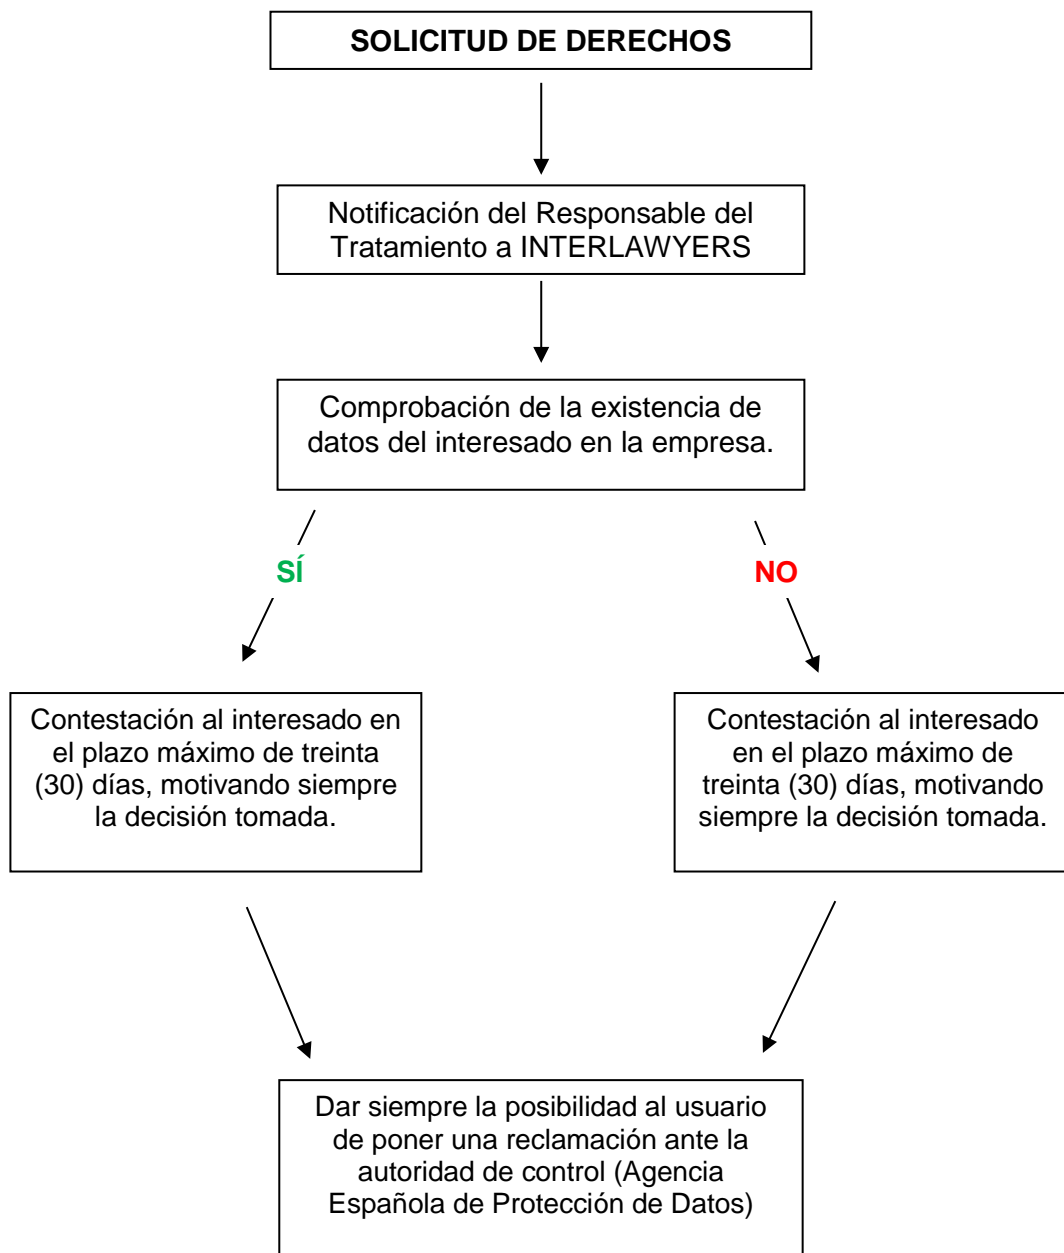 SOLICITUD DE DERECHOS
Notificación del Responsable del
Tratamiento a INTERLAWYERS
Comprobación de la existencia de
datos del interesado en la empresa.
SÍ
NO
Contestación al interesado en
el plazo máximo de treinta
(30) días, motivando siempre
la decisión tomada.
Contestación al interesado
en el plazo máximo de
treinta (30) días, motivando
siempre la decisión tomada.
Dar siempre la posibilidad al usuario
de poner una reclamación ante la
autoridad de control (Agencia
Española de Protección de Datos)